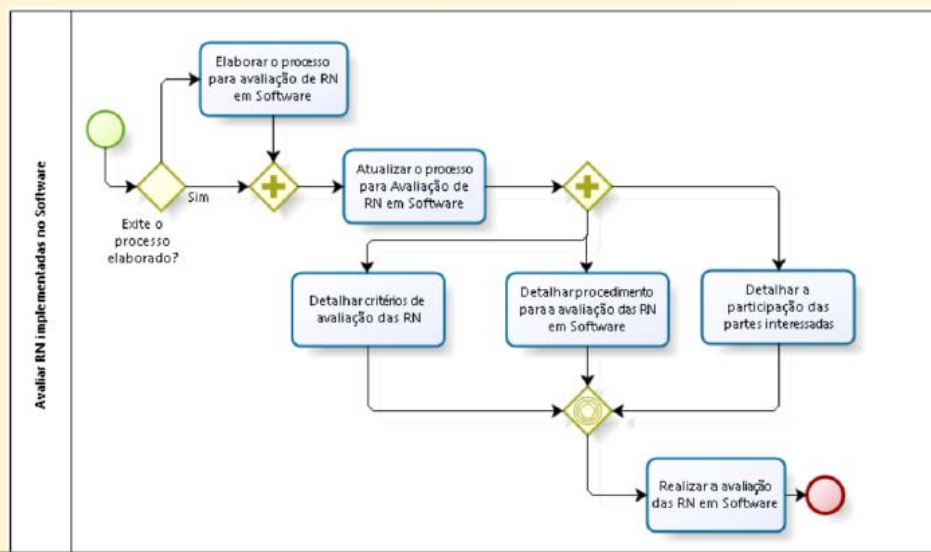 Avaliar RN implementadas no Software
Elaborar o processo
para avaliação de RN
em Software
Exite o
processo
elaborado?
Sim
Atualizar o processo
para Avaliação de
RN em Software
Detalhar critérios de
avaliação das RN
Detalhar procedimento
para a avaliação das RN
em Software
Detalhar a
participação das
partes interessadas
Realizar a avaliação
das RN em Software